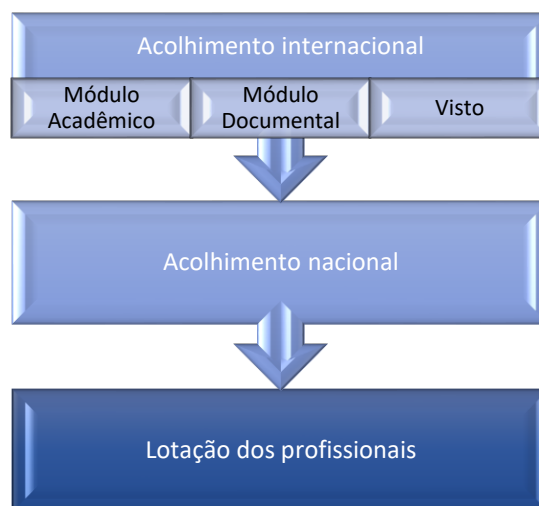 Acolhimento internacional
Módulo
Acadêmico
Módulo
Documental
Visto
Acolhimento nacional
Lotação dos profissionais